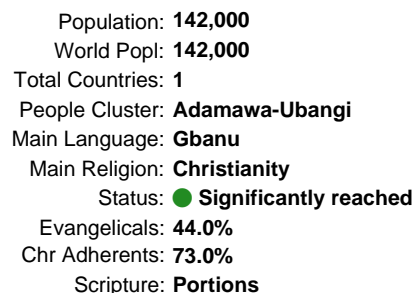 Population: 142,000
World Popl: 142,000
Total Countries: 1
People Cluster: Adamawa-Ubangi
Main Language: Gbanu
Main Religion: Christianity
Status: Significantly reached
Evangelicals: 44.0%
Chr Adherents: 73.0%
Scripture: Portions